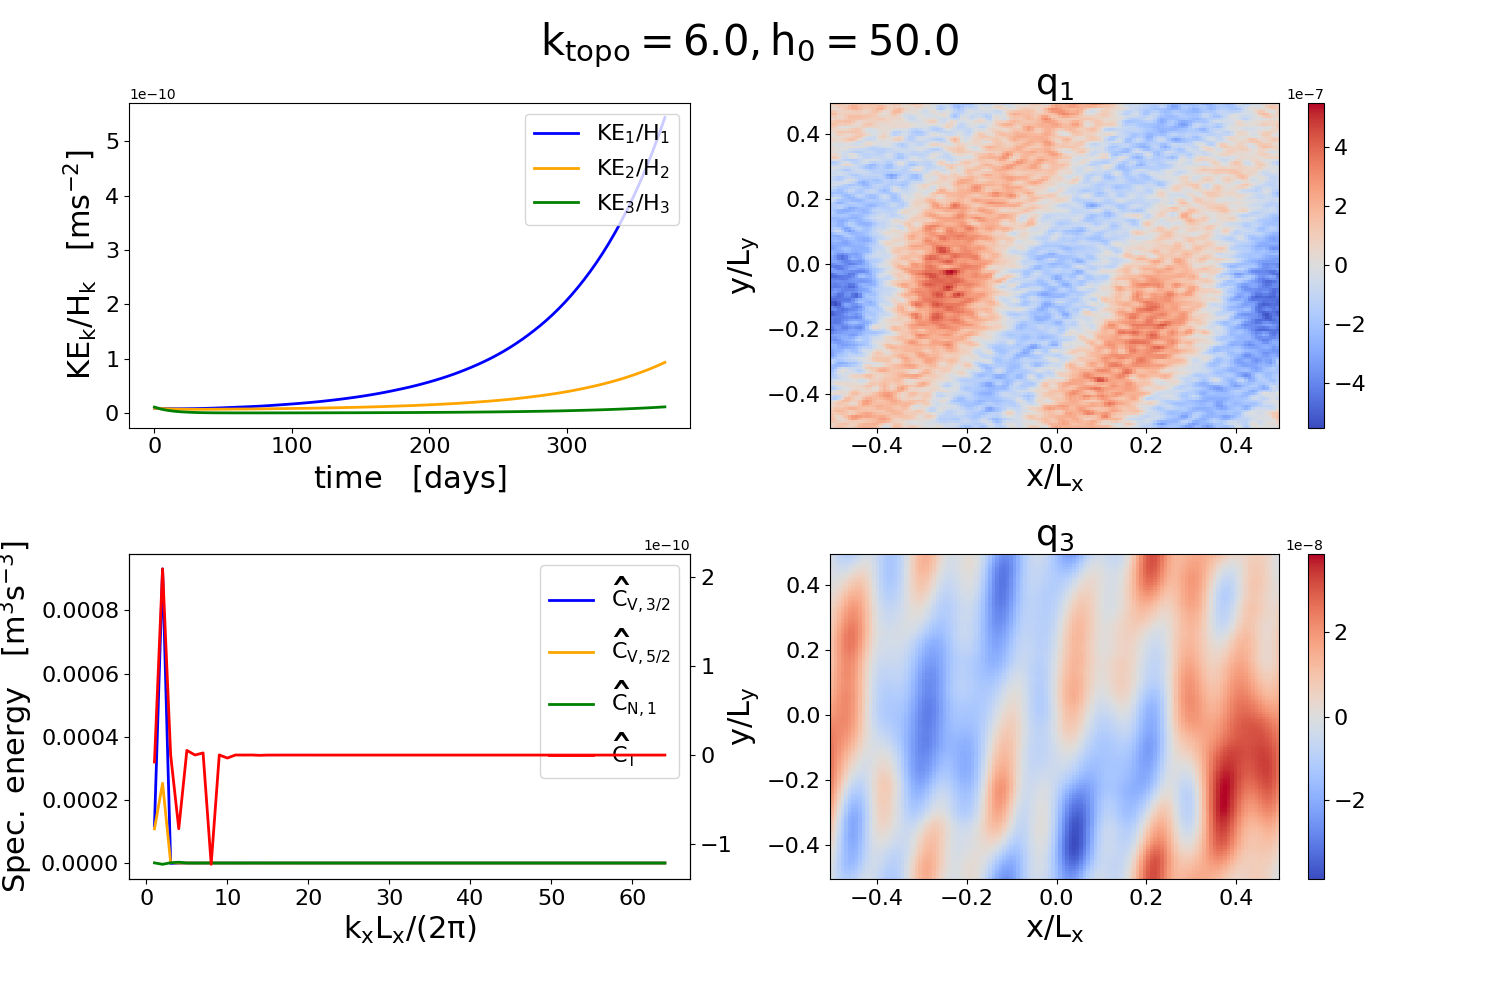 k_topo = 6.0, h_0 = 50.0
1e−10
KE_k/H_k [ms^−2]
5
4
3
2
1
0
KE_1/H_1
KE_2/H_2
KE_3/H_3
0 100 200 300
time [days]
q_1
1e−7
y/L_y
0.4
0.2
0.0
−0.2
−0.4
4
2
0
−2
−4
−0.4 −0.2 0.0 0.2 0.4
x/L_x
1e−10
Spec. energy [m^3s^−3]
0.0008
0.0006
0.0004
0.0002
0.0000
Ĉ_V, 3/2
Ĉ_V, 5/2
Ĉ_N, 1
Ĉ_T
2
1
0
−1
0 10 20 30 40 50 60
k_xL_x/(2π)
q_3
1e−8
y/L_y
0.4
0.2
0.0
−0.2
−0.4
2
0
−2
−0.4 −0.2 0.0 0.2 0.4
x/L_x